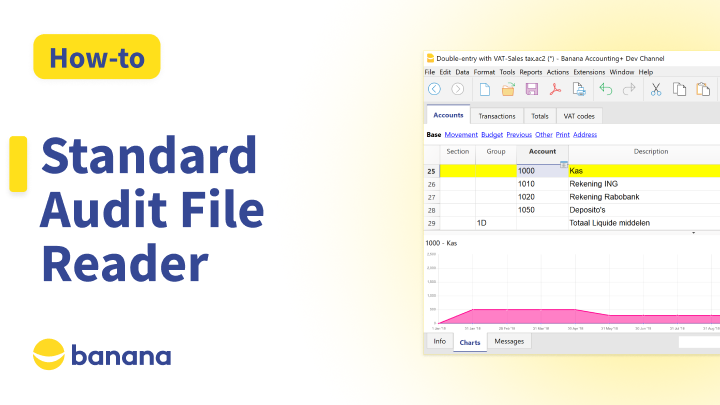 How-to
Standard
Audit File
Reader
banana
Double-entry with VAT-Sales tax.ac2 (*) - Banana Accounting+ Dev Channel
File Edit Data Format Tools Reports Actions Extensions Window Help
Accounts Transactions Totals VAT codes
Base Movement Budget Previous Other Print Address
Section Group Account Description
25 1000 Kas
26 1010 Rekening ING
27 1020 Rekening Rabobank
28 1050 Deposito's
29 1D Totaal Liquide middelen
1000 - Kas
Info Charts Messages